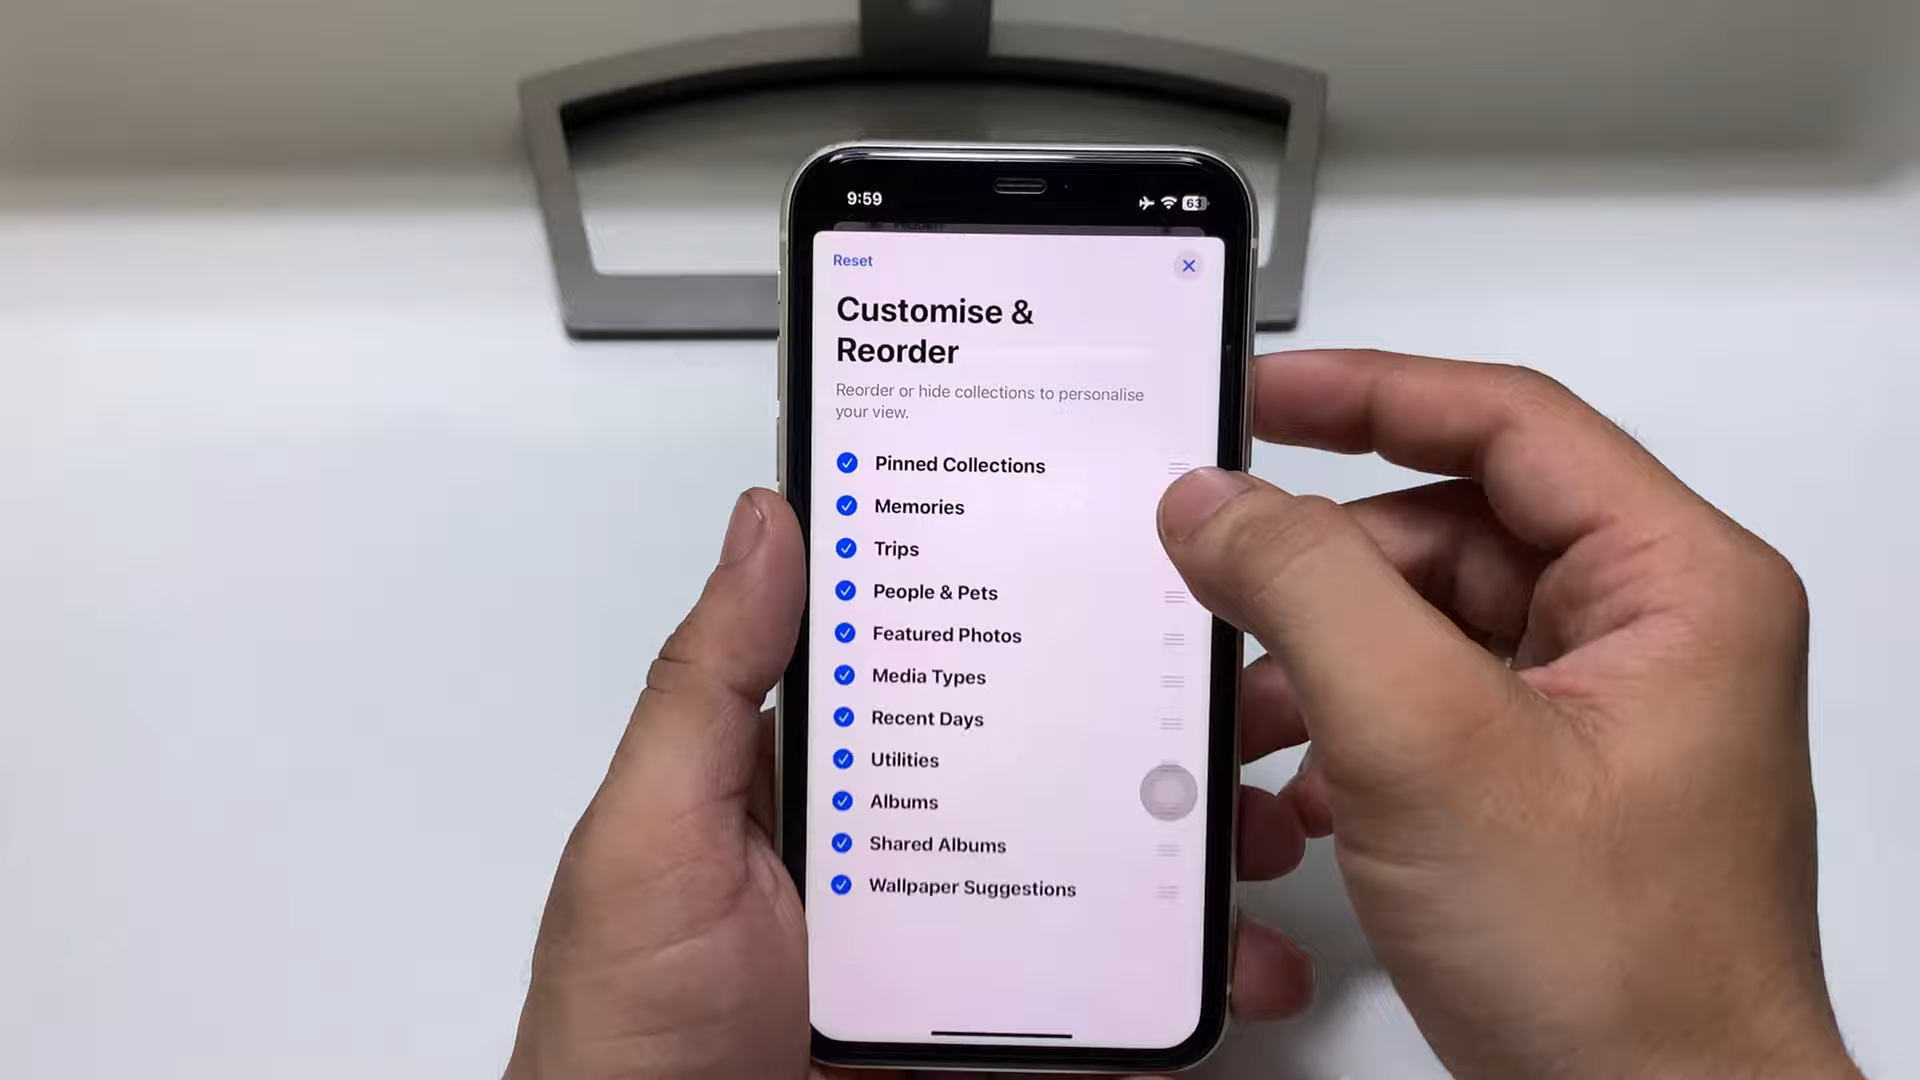 9:59
63
Reset
Customise &
Reorder
Reorder or hide collections to personalise
your view.
Pinned Collections
Memories
Trips
People & Pets
Featured Photos
Media Types
Recent Days
Utilities
Albums
Shared Albums
Wallpaper Suggestions